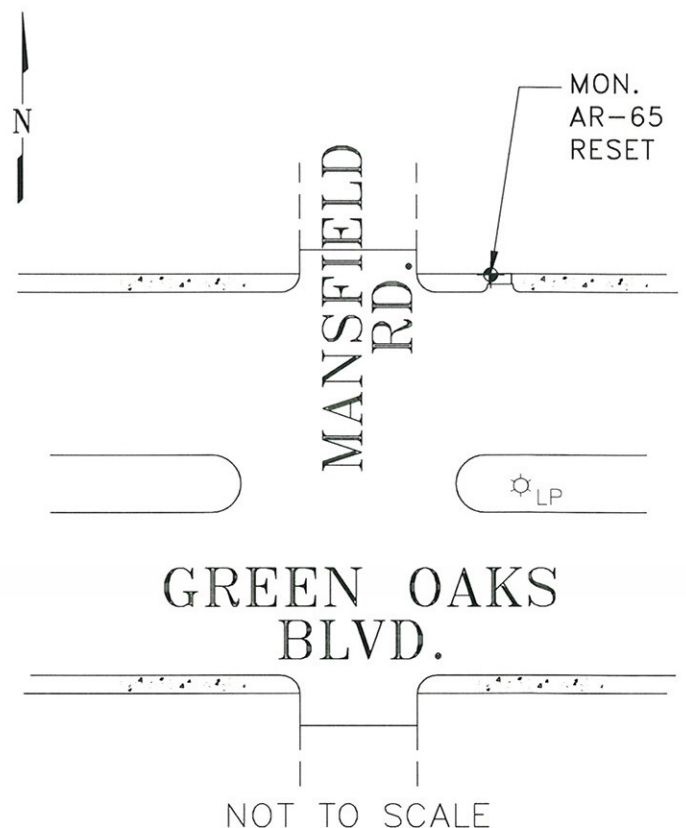 N
MON.
AR-65
RESET
MANSFIELD
RD.
LP
GREEN OAKS
BLVD.
NOT TO SCALE